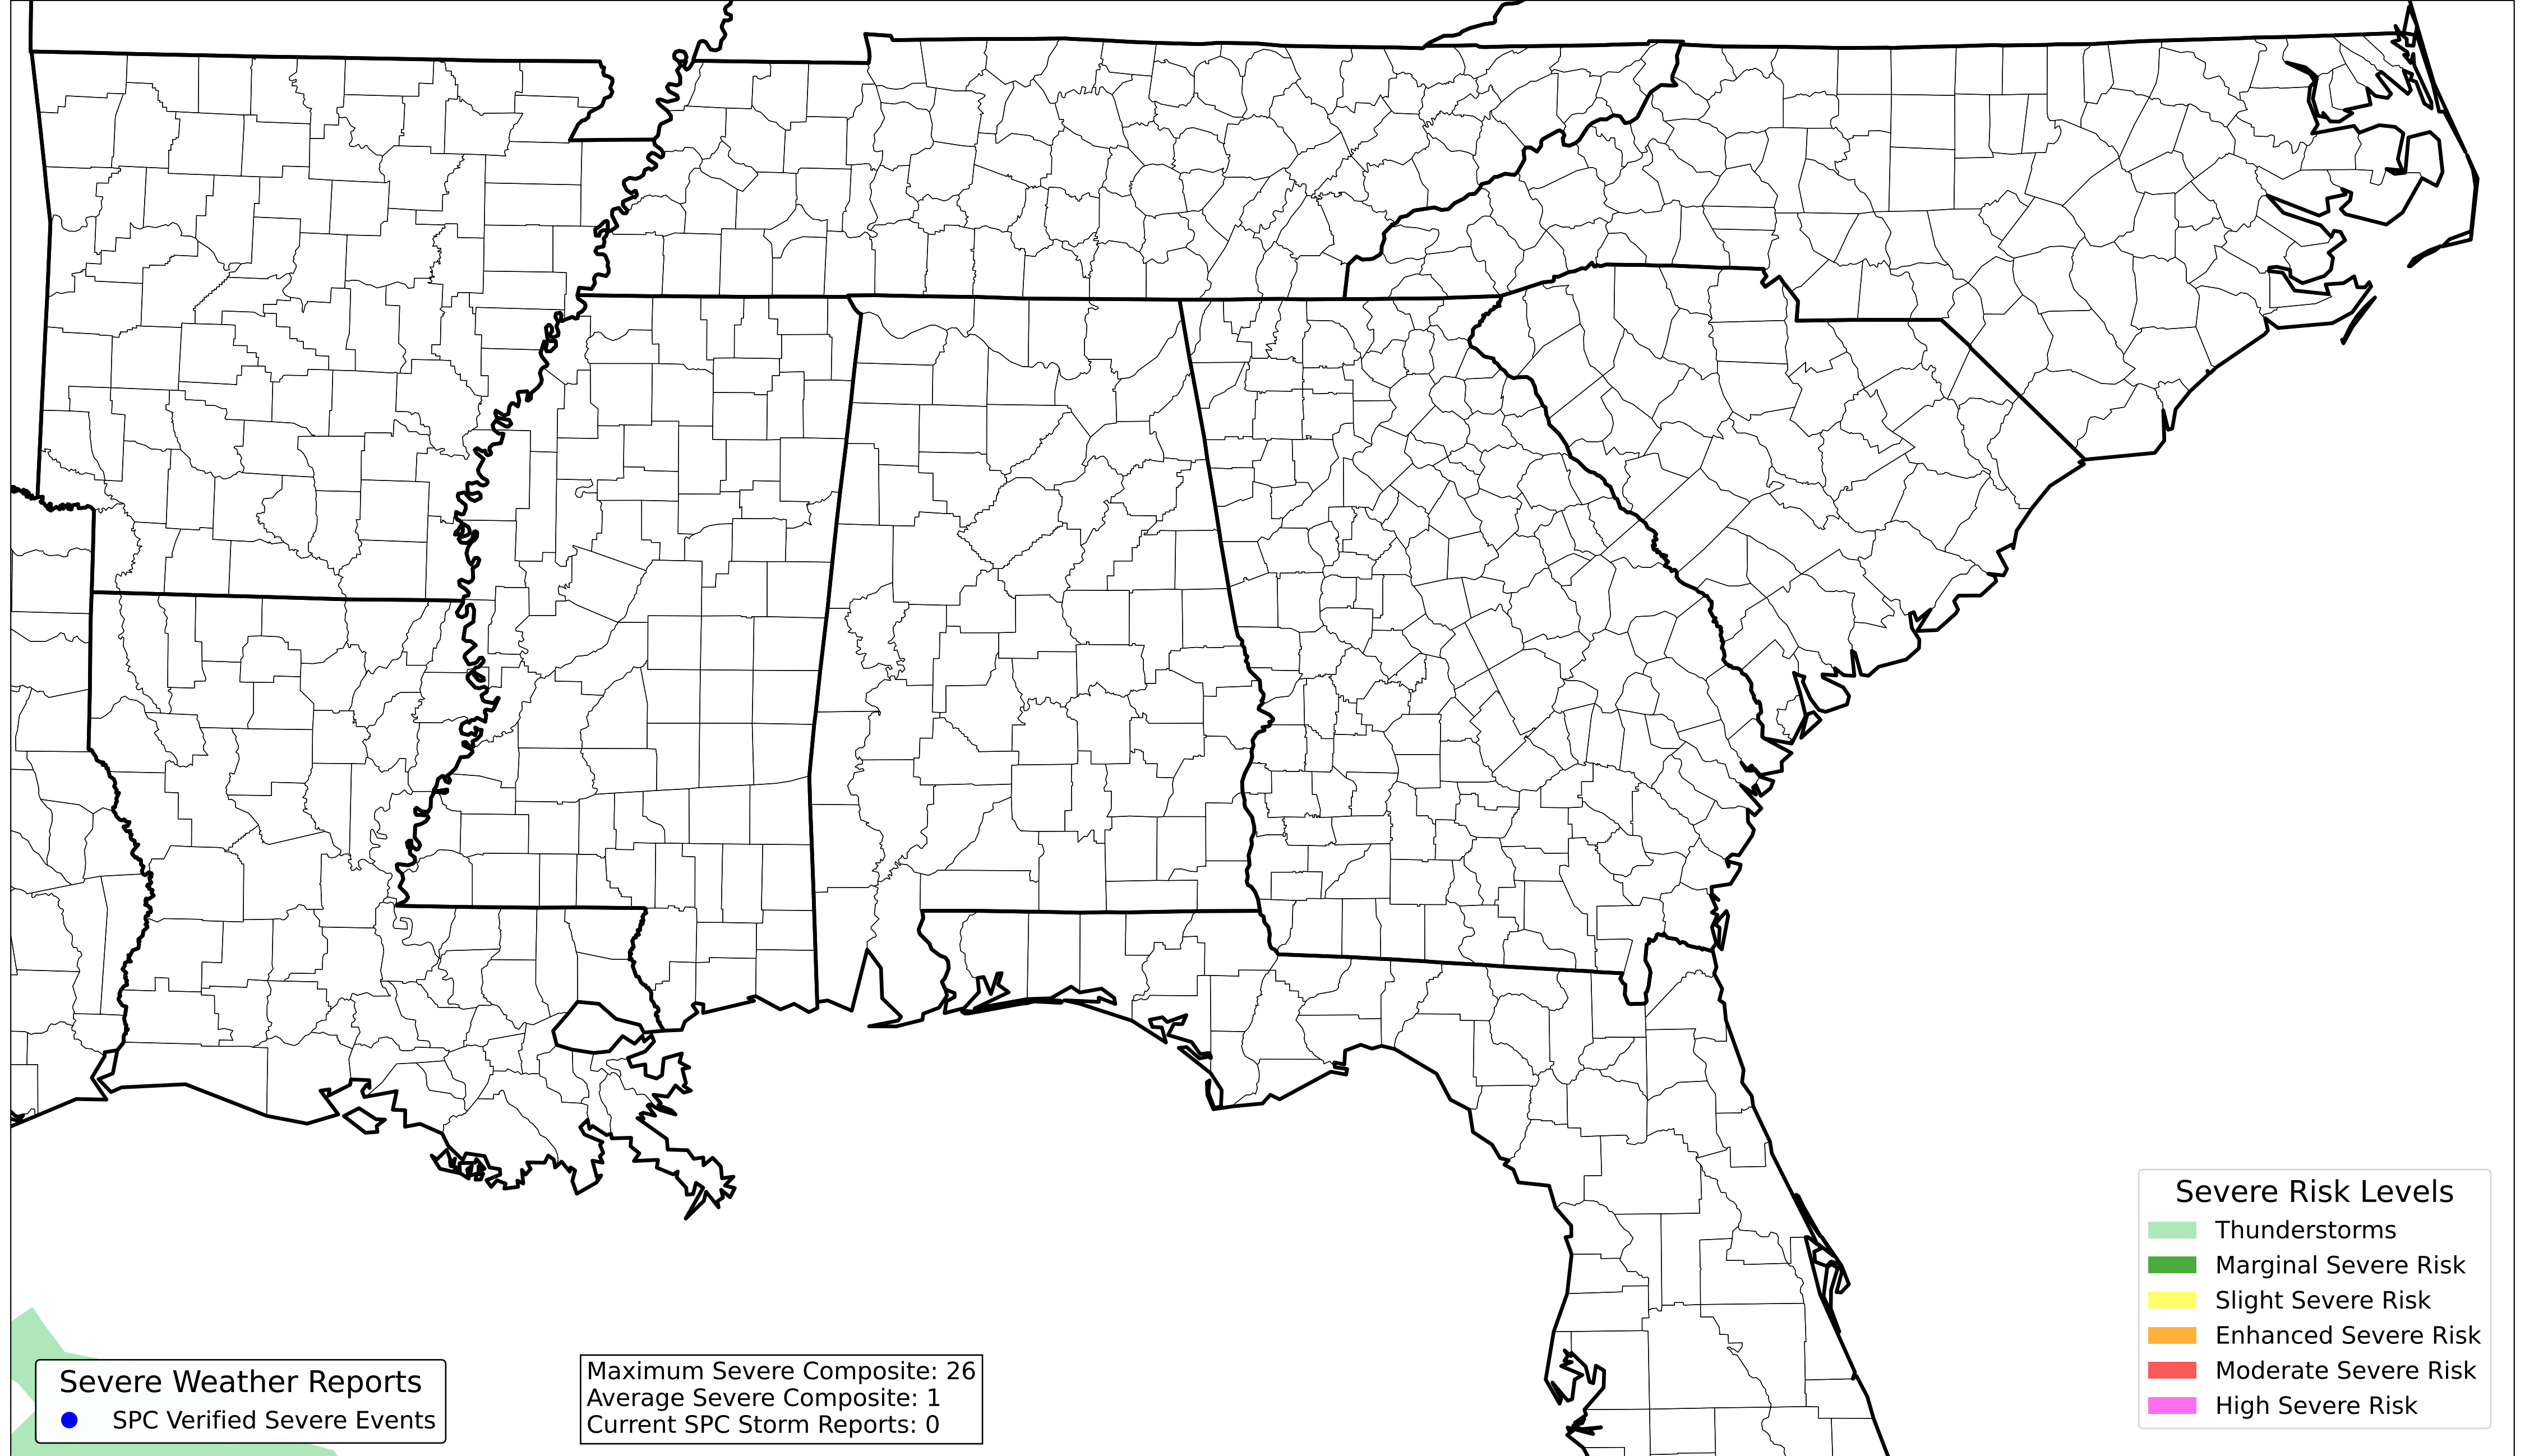 Severe Risk Levels
Thunderstorms
Marginal Severe Risk
Slight Severe Risk
Enhanced Severe Risk
Moderate Severe Risk
High Severe Risk
Severe Weather Reports
SPC Verified Severe Events
Maximum Severe Composite: 26
Average Severe Composite: 1
Current SPC Storm Reports: 0